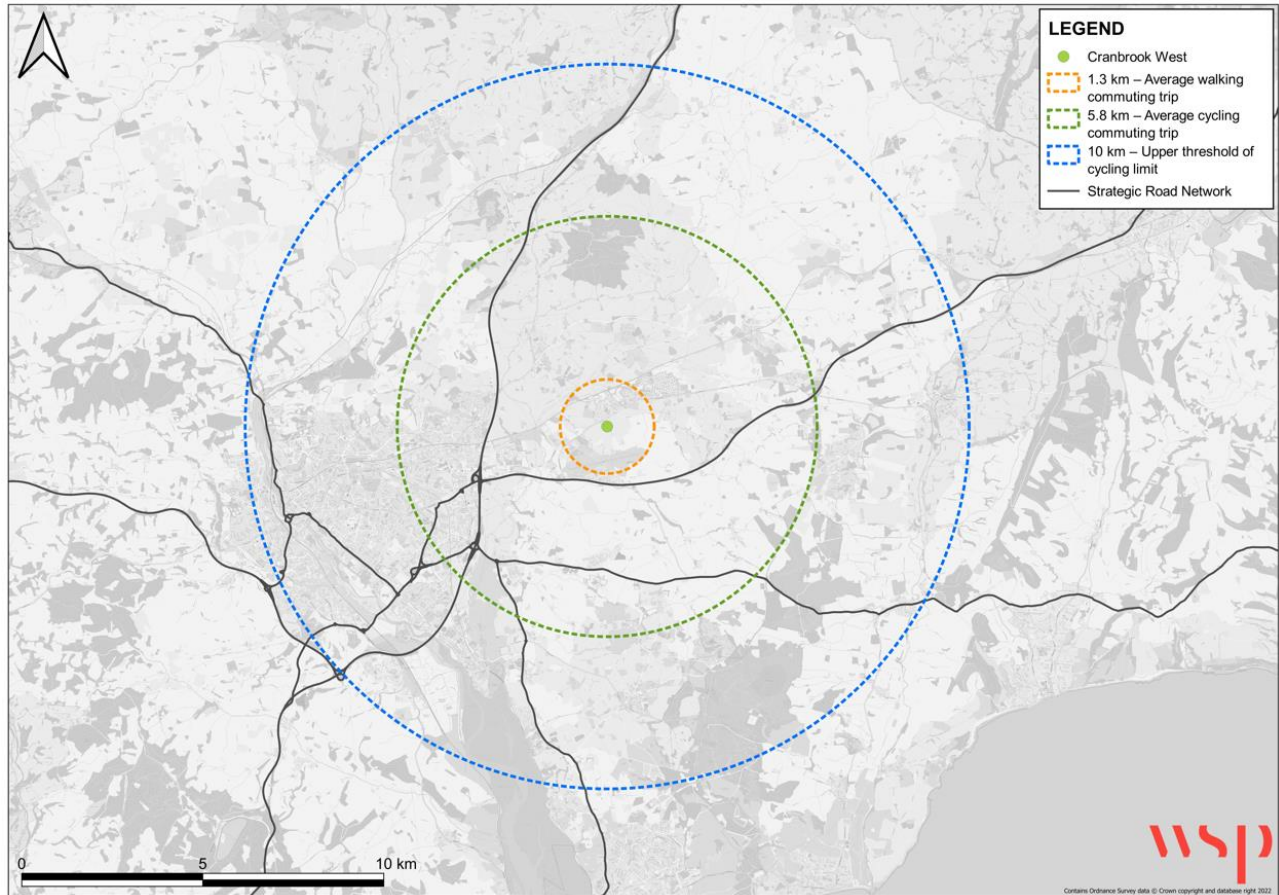 LEGEND
Cranbrook West
1.3 km – Average walking
commuting trip
5.8 km – Average cycling
commuting trip
10 km – Upper threshold of
cycling limit
Strategic Road Network
0 5 10 km
wsp
Contains Ordnance Survey data © Crown copyright and database right 2022